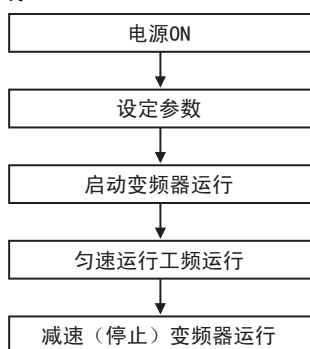 电源ON
设定参数
启动变频器运行
匀速运行工频运行
减速（停止）变频器运行